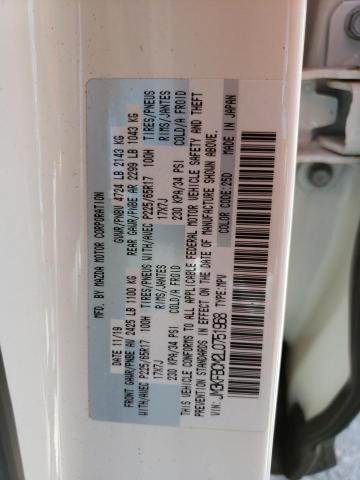 MFD. BY MAZDA MOTOR CORPORATION
11/19 GVWR/PNBV 4724 LB 2143 KG
FRONT GAWR/PNBE AV 2425 LB 1100 KG REAR GAWR/PNBE AR 2299 LB 1043 KG
WITH/AVEC P225/65R17 100H TIRES/PNEUS WITH/AVEC P225/65R17 100H TIRES/PNEUS
17X7J RIMS/JANTES 17X7J RIMS/JANTES
230 KPA/34 PSI COLD/A FROID 230 KPA/34 PSI COLD/A FROID
THIS VEHICLE CONFORMS TO ALL APPLICABLE FEDERAL MOTOR VEHICLE SAFETY AND THEFT
PREVENTION STANDARDS IN EFFECT ON THE DATE OF MANUFACTURE SHOWN ABOVE.
TYPE:MPV COLOR CODE:25D MADE IN JAPAN